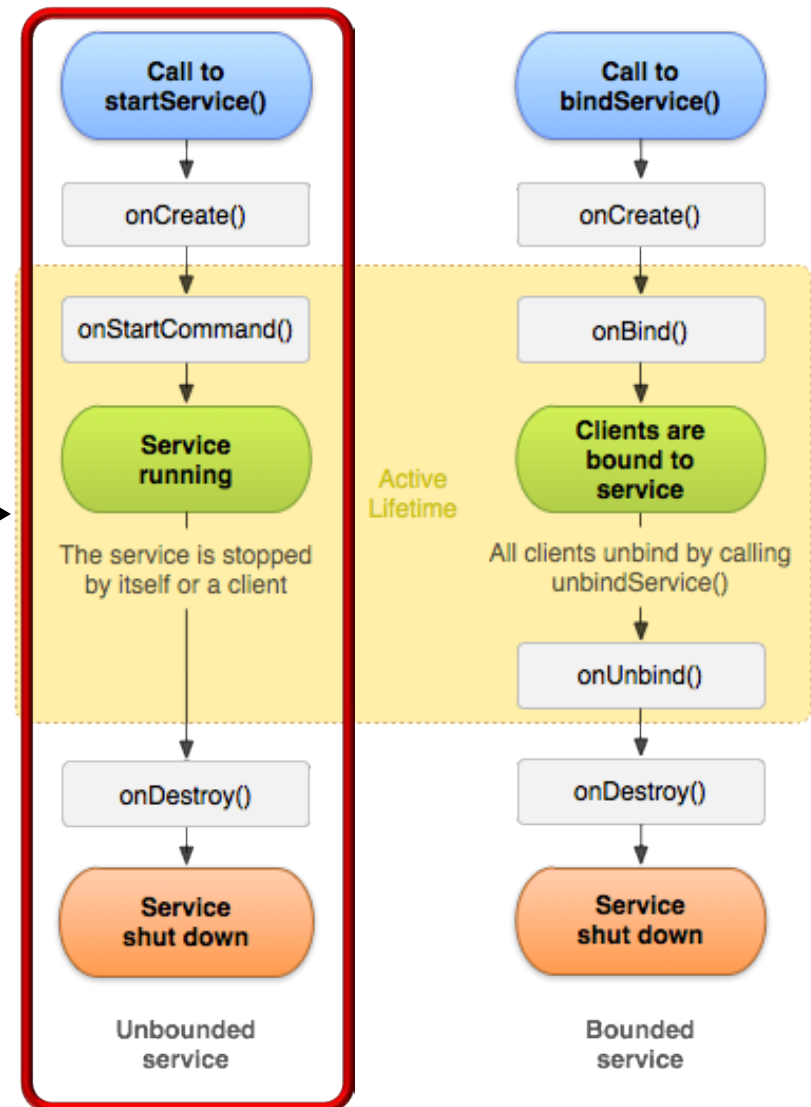 Call to
startService()
onCreate()
onStartCommand()
Service
running
The service is stopped
by itself or a client
onDestroy()
Service
shut down
Unbounded
service
Active
Lifetime
Call to
bindService()
onCreate()
onBind()
Clients are
bound to
service
All clients unbind by calling
unbindService()
onUnbind()
onDestroy()
Service
shut down
Bounded
service